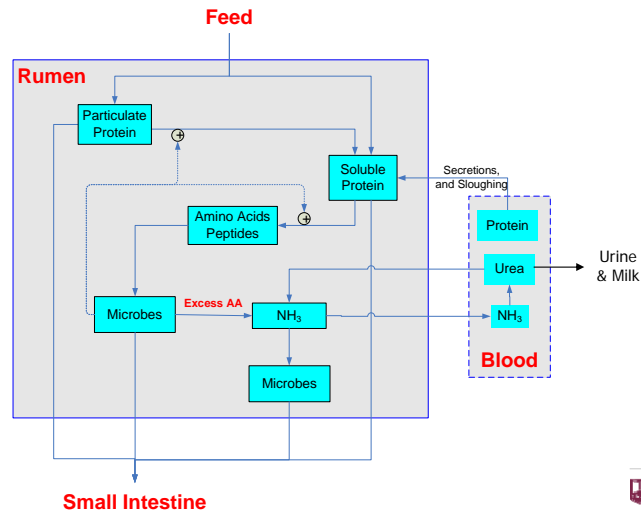 Feed
Rumen
Particulate
Protein
+
Soluble
Protein
Secretions,
and Sloughing
Protein
Amino Acids
Peptides
+
Urea
Urine
& Milk
Microbes
Excess AA
NH₃
NH₃
Blood
Microbes
Small Intestine